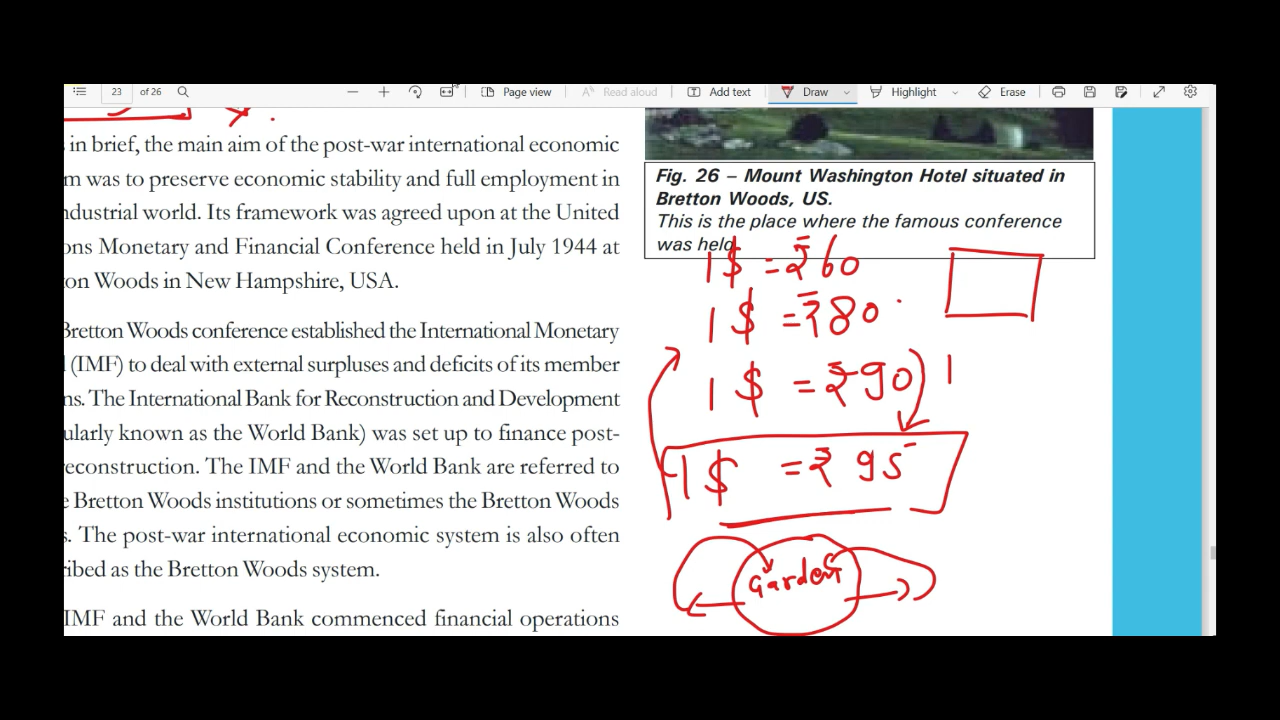 23 of 26 Page view Read aloud Add text Draw Highlight Erase
s in brief, the main aim of the post-war international economic
m was to preserve economic stability and full employment in
ndustrial world. Its framework was agreed upon at the United
ons Monetary and Financial Conference held in July 1944 at
on Woods in New Hampshire, USA.
Bretton Woods conference established the International Monetary
l (IMF) to deal with external surpluses and deficits of its member
ns. The International Bank for Reconstruction and Development
ularly known as the World Bank) was set up to finance post-
reconstruction. The IMF and the World Bank are referred to
e Bretton Woods institutions or sometimes the Bretton Woods
s. The post-war international economic system is also often
ribed as the Bretton Woods system.
IMF and the World Bank commenced financial operations
Fig. 26 – Mount Washington Hotel situated in
Bretton Woods, US.
This is the place where the famous conference
was held.
1 $ = ₹ 60
1 $ = ₹ 80
1 $ = ₹ 90
1 $ = ₹ 95
Garden